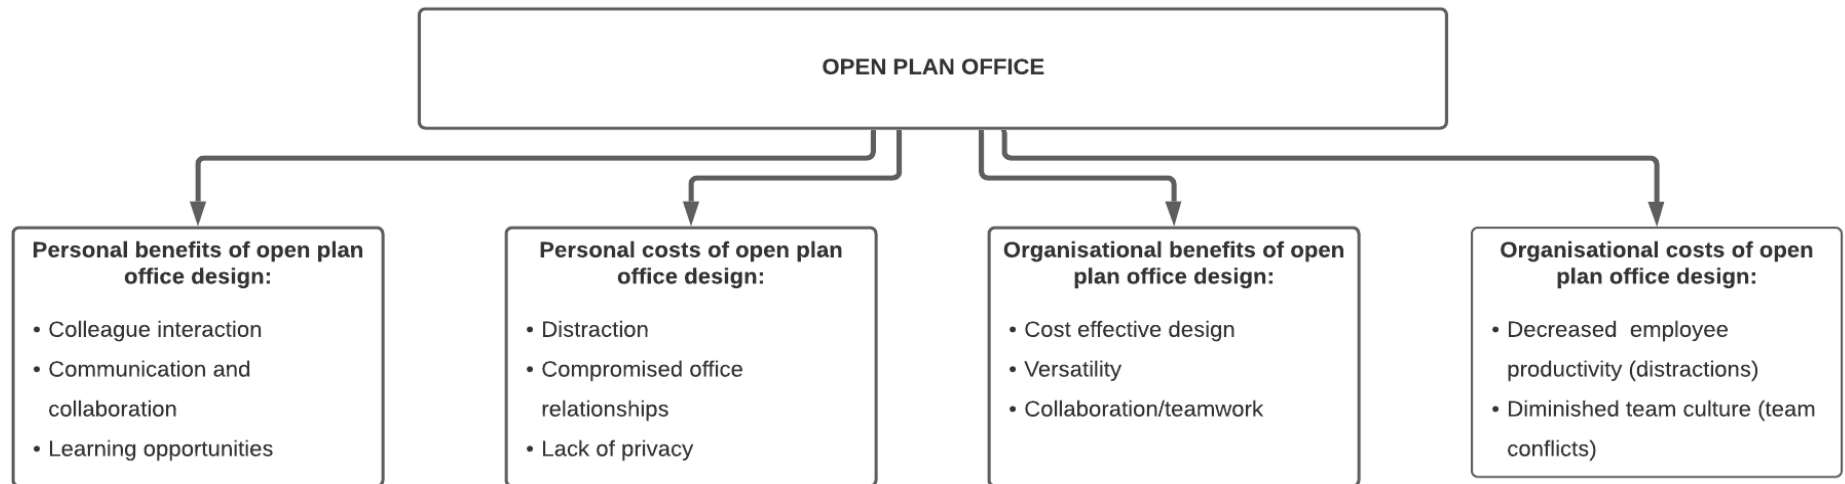 OPEN PLAN OFFICE
Personal benefits of open plan
office design:
• Colleague interaction
• Communication and
collaboration
• Learning opportunities
Personal costs of open plan
office design:
• Distraction
• Compromised office
relationships
• Lack of privacy
Organisational benefits of open
plan office design:
• Cost effective design
• Versatility
• Collaboration/teamwork
Organisational costs of open
plan office design:
• Decreased  employee
productivity (distractions)
• Diminished team culture (team
conflicts)